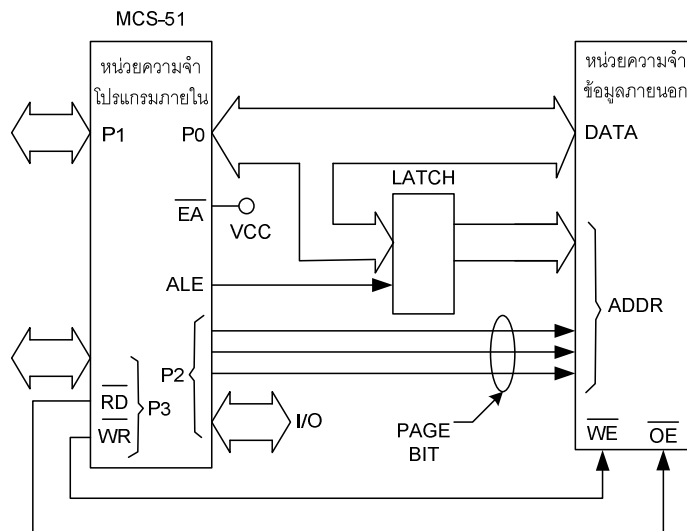 MCS-51
หน่วยความจำ
โปรแกรมภายใน
หน่วยความจำ
ข้อมูลภายนอก
P1
P0
DATA
LATCH
EA
VCC
ALE
ADDR
P2
RD
P3
WR
I/O
PAGE
BIT
WE
OE